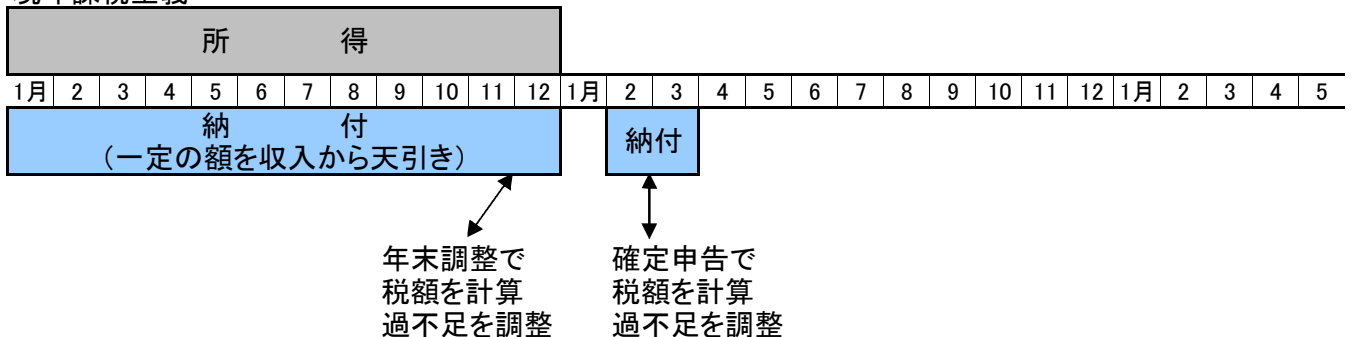 所 得
1月 2 3 4 5 6 7 8 9 10 11 12 1月 2 3 4 5 6 7 8 9 10 11 12 1月 2 3 4 5
納 付
（一定の額を収入から天引き）
納付
年末調整で
税額を計算
過不足を調整
確定申告で
税額を計算
過不足を調整